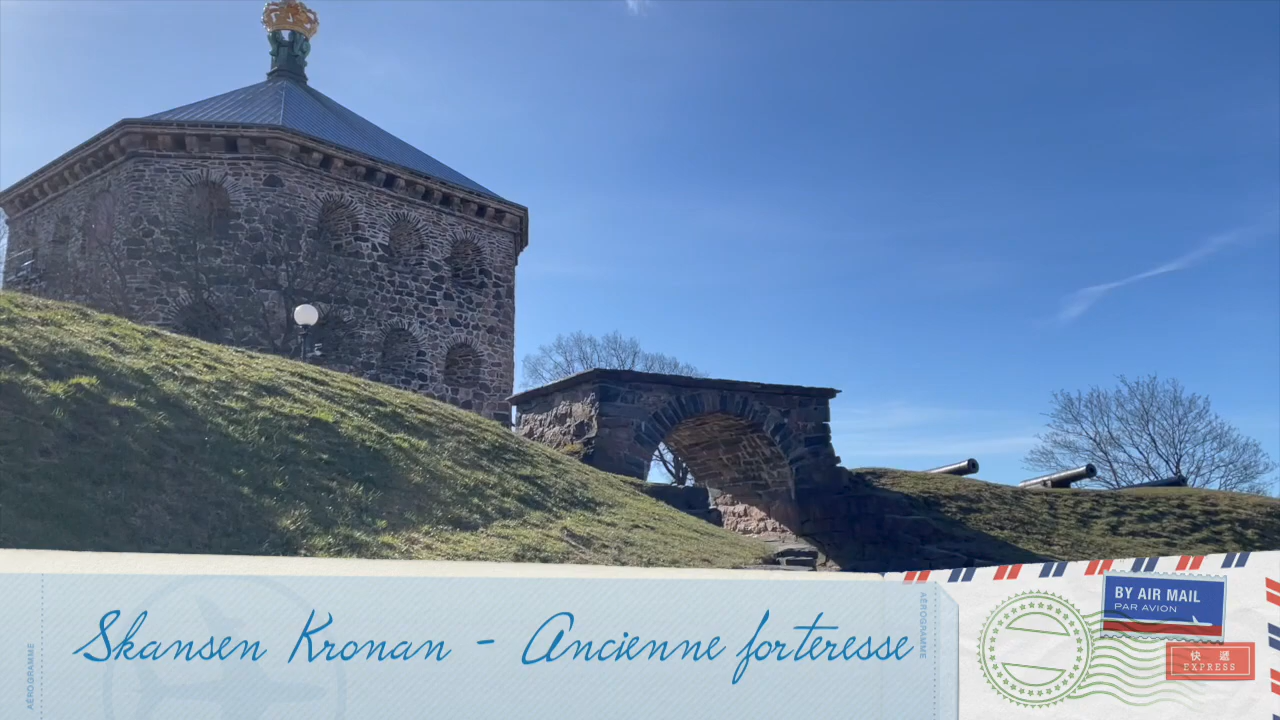 Skansen Kronan - Ancienne forteresse
AÉROGRAMME
AÉROGRAMME
BY AIR MAIL
PAR AVION
快 遞
EXPRESS